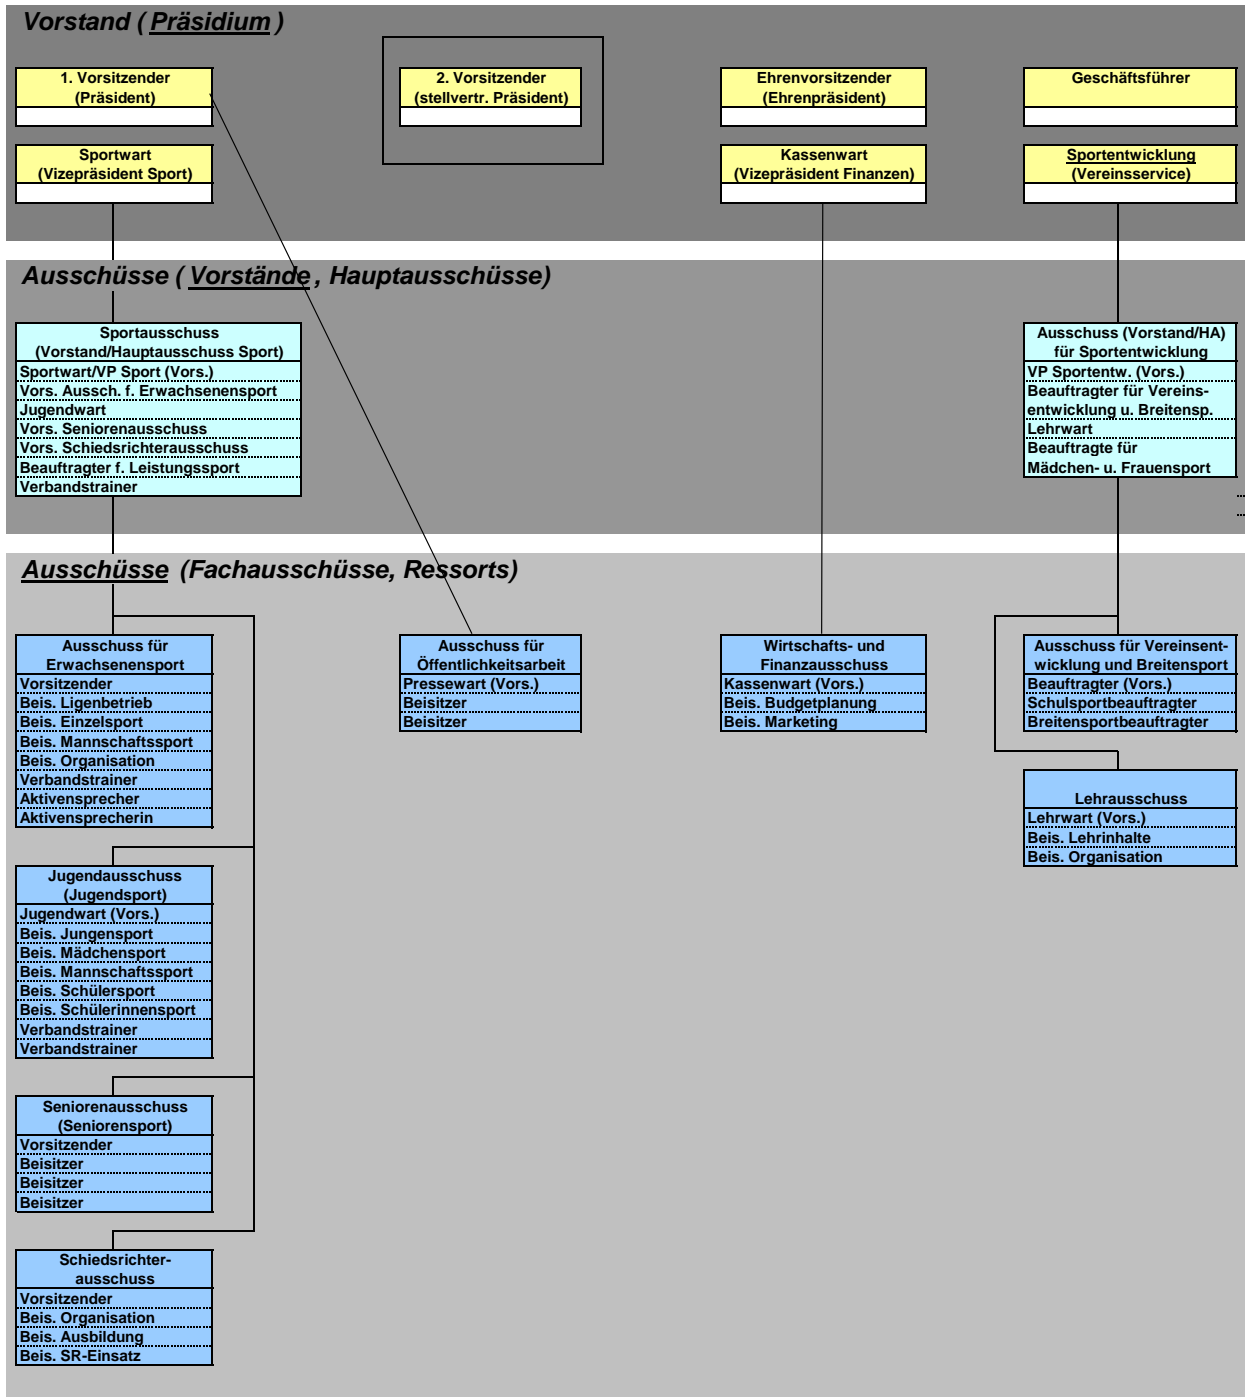 Vorstand ( Präsidium )
1. Vorsitzender
(Präsident)
2. Vorsitzender
(stellvertr. Präsident)
Ehrenvorsitzender
(Ehrenpräsident)
Geschäftsführer
Sportwart
(Vizepräsident Sport)
Kassenwart
(Vizepräsident Finanzen)
Sportentwicklung
(Vereinsservice)
Ausschüsse ( Vorstände , Hauptausschüsse)
Sportausschuss
(Vorstand/Hauptausschuss Sport)
Sportwart/VP Sport (Vors.)
Vors. Aussch. f. Erwachsenensport
Jugendwart
Vors. Seniorenausschuss
Vors. Schiedsrichterausschuss
Beauftragter f. Leistungssport
Verbandstrainer
Ausschuss (Vorstand/HA)
für Sportentwicklung
VP Sportentw. (Vors.)
Beauftragter für Vereins-
entwicklung u. Breitensp.
Lehrwart
Beauftragte für
Mädchen- u. Frauensport
Ausschüsse (Fachausschüsse, Ressorts)
Ausschuss für
Erwachsenensport
Vorsitzender
Beis. Ligenbetrieb
Beis. Einzelsport
Beis. Mannschaftssport
Beis. Organisation
Verbandstrainer
Aktivensprecher
Aktivensprecherin
Ausschuss für
Öffentlichkeitsarbeit
Pressewart (Vors.)
Beisitzer
Beisitzer
Wirtschafts- und
Finanzausschuss
Kassenwart (Vors.)
Beis. Budgetplanung
Beis. Marketing
Ausschuss für Vereinsent-
wicklung und Breitensport
Beauftragter (Vors.)
Schulsportbeauftragter
Breitensportbeauftragter
Lehrausschuss
Lehrwart (Vors.)
Beis. Lehrinhalte
Beis. Organisation
Jugendausschuss
(Jugendsport)
Jugendwart (Vors.)
Beis. Jungensport
Beis. Mädchensport
Beis. Mannschaftssport
Beis. Schülersport
Beis. Schülerinnensport
Verbandstrainer
Verbandstrainer
Seniorenausschuss
(Seniorensport)
Vorsitzender
Beisitzer
Beisitzer
Beisitzer
Schiedsrichter-
ausschuss
Vorsitzender
Beis. Organisation
Beis. Ausbildung
Beis. SR-Einsatz